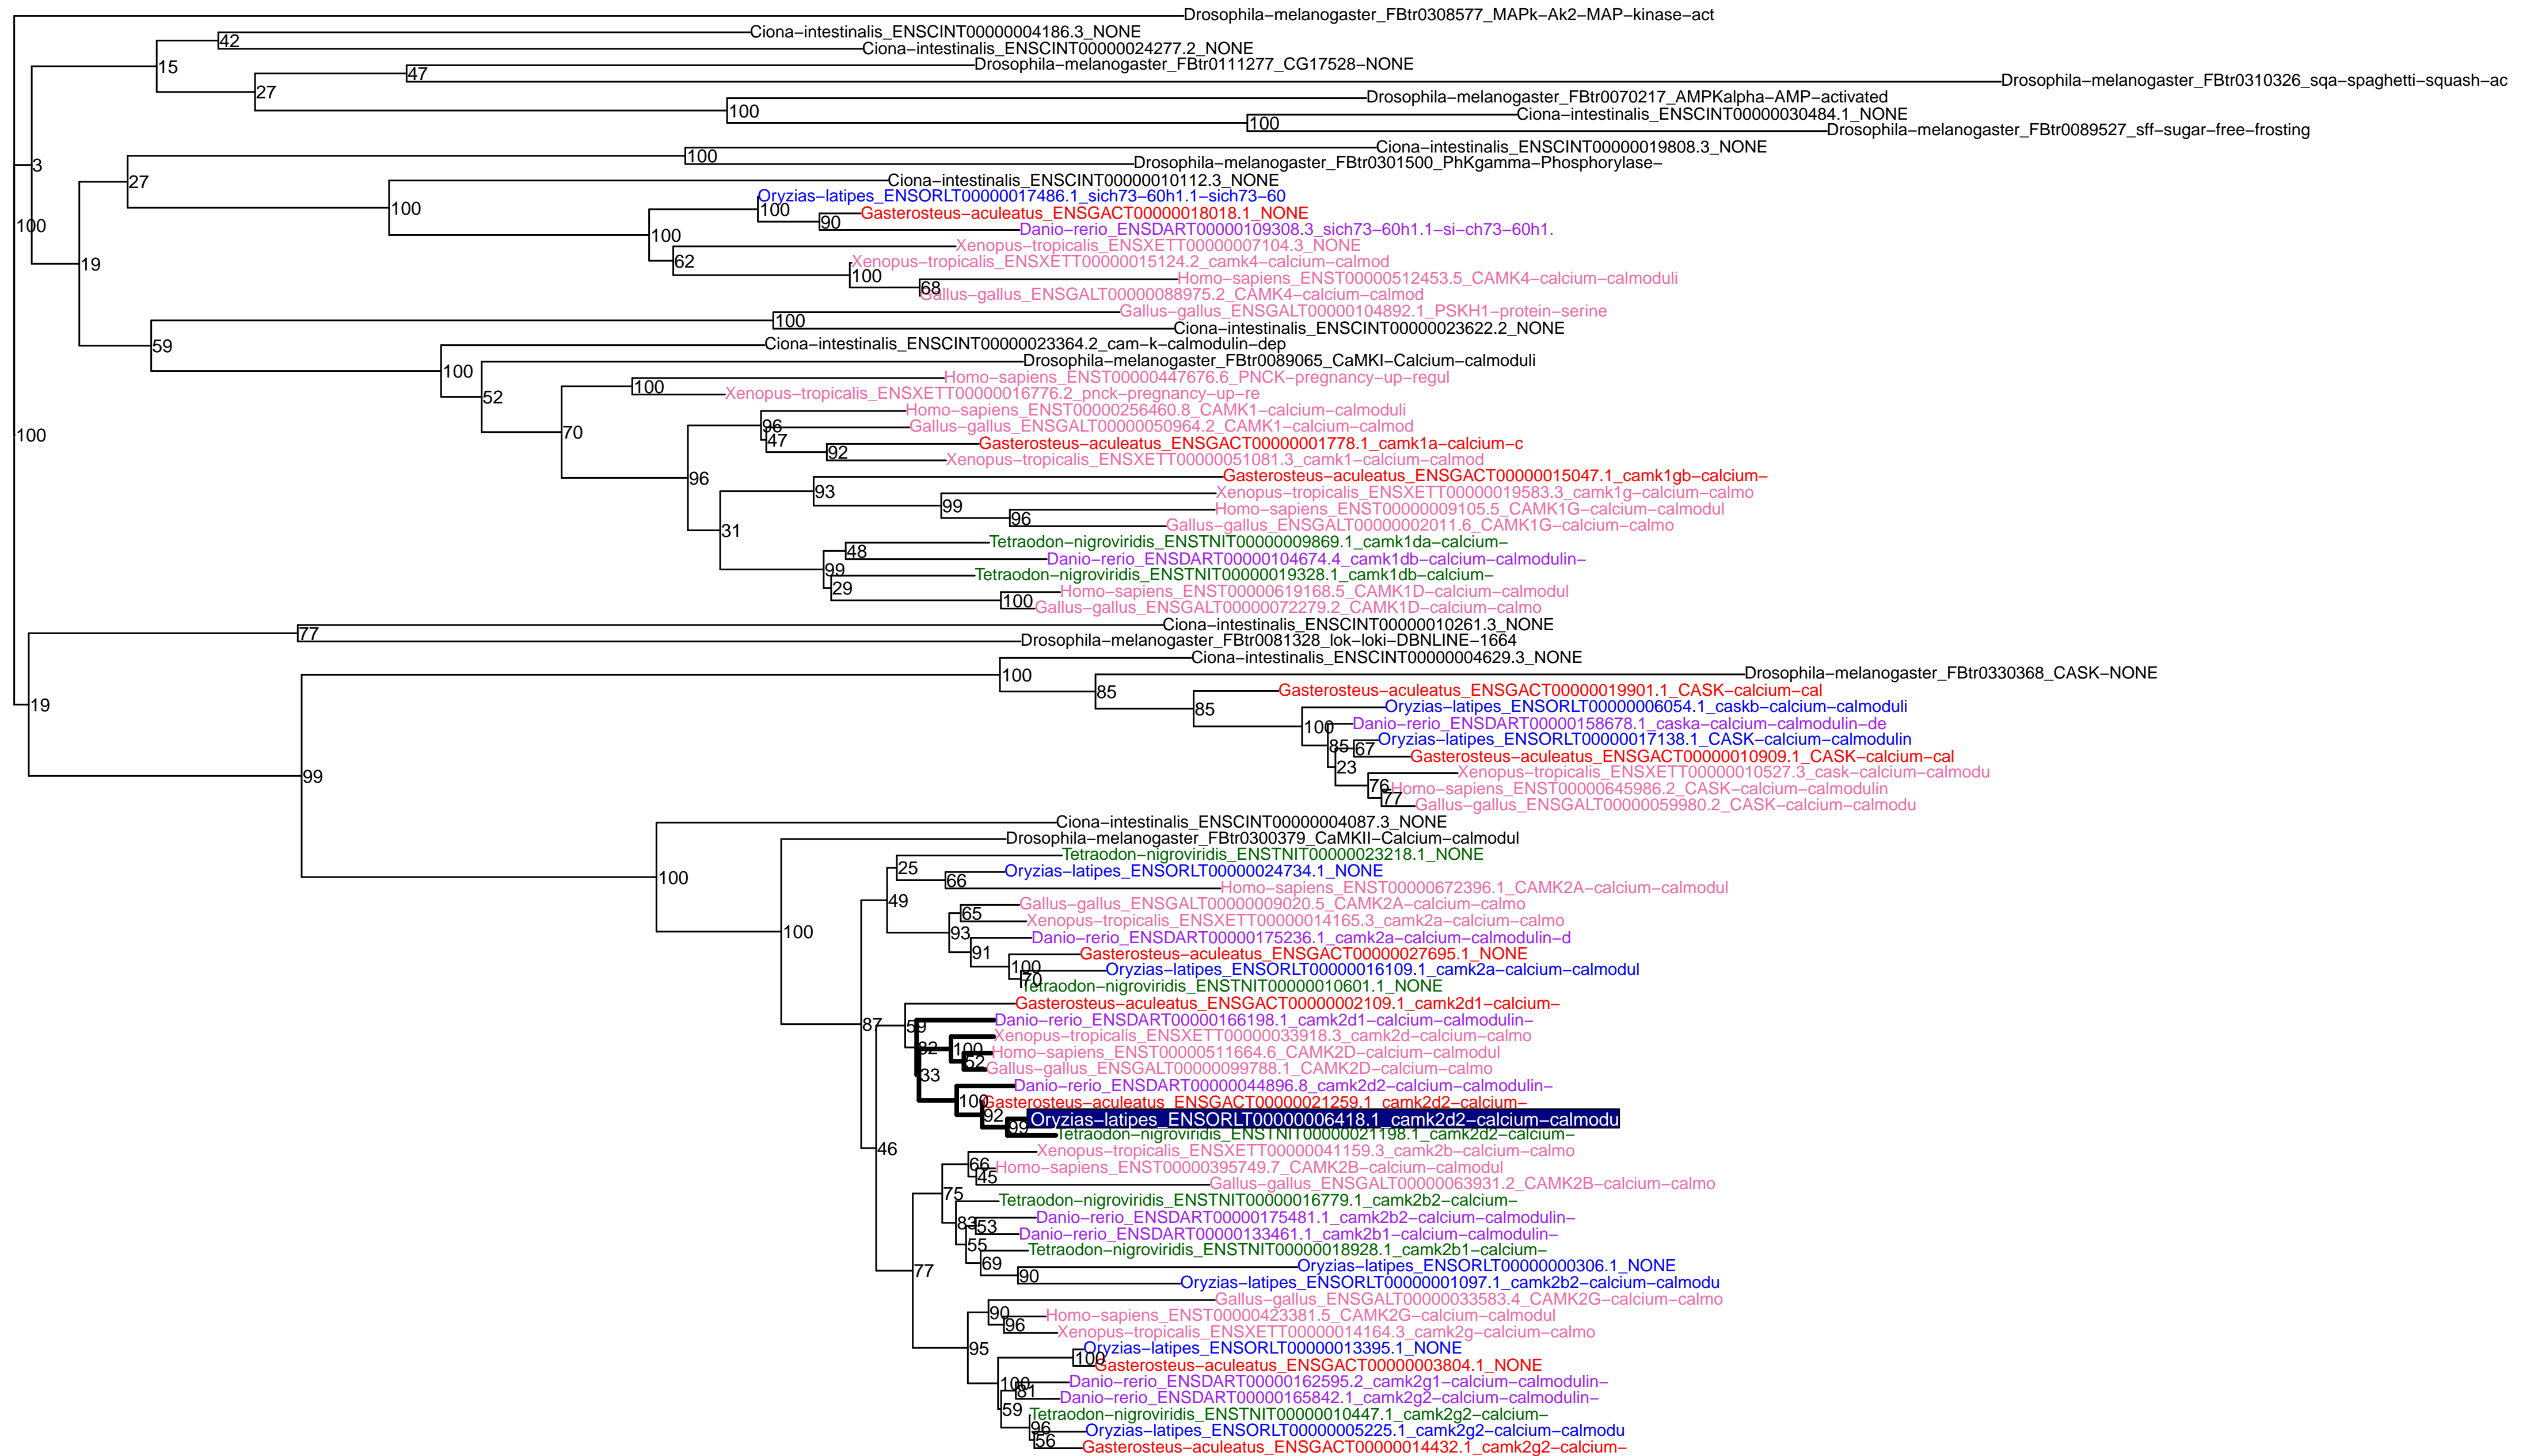 Drosophila−melanogaster_FBtr0308577_MAPk−Ak2−MAP−kinase−act
Ciona−intestinalis_ENSCINT00000004186.3_NONE
42
Ciona−intestinalis_ENSCINT00000024277.2_NONE
15
Drosophila−melanogaster_FBtr0111277_CG17528−NONE
47
Drosophila−melanogaster_FBtr0310326_sqa−spaghetti−squash−ac
27
Drosophila−melanogaster_FBtr0070217_AMPKalpha−AMP−activated
100
Ciona−intestinalis_ENSCINT00000030484.1_NONE
100
Drosophila−melanogaster_FBtr0089527_sff−sugar−free−frosting
3
Ciona−intestinalis_ENSCINT00000019808.3_NONE
100
Drosophila−melanogaster_FBtr0301500_PhKgamma−Phosphorylase−
27
Ciona−intestinalis_ENSCINT00000010112.3_NONE
100
Oryzias−latipes_ENSORLT00000017486.1_sich73−60h1.1−sich73−60
100
Gasterosteus−aculeatus_ENSGACT00000018018.1_NONE
90
Danio−rerio_ENSDART00000109308.3_sich73−60h1.1−si−ch73−60h1.
100
100
Xenopus−tropicalis_ENSXETT00000007104.3_NONE
62
Xenopus−tropicalis_ENSXETT00000015124.2_camk4−calcium−calmod
100
Homo−sapiens_ENST00000512453.5_CAMK4−calcium−calmoduli
68
Gallus−gallus_ENSGALT00000088975.2_CAMK4−calcium−calmod
19
Gallus−gallus_ENSGALT00000104892.1_PSKH1−protein−serine
100
Ciona−intestinalis_ENSCINT00000023622.2_NONE
59
Ciona−intestinalis_ENSCINT00000023364.2_cam−k−calmodulin−dep
100
Drosophila−melanogaster_FBtr0089065_CaMKI−Calcium−calmoduli
52
Homo−sapiens_ENST00000447676.6_PNCK−pregnancy−up−regul
100
Xenopus−tropicalis_ENSXETT00000016776.2_pnck−pregnancy−up−re
70
Homo−sapiens_ENST00000256460.8_CAMK1−calcium−calmoduli
96
Gallus−gallus_ENSGALT00000050964.2_CAMK1−calcium−calmod
47
Gasterosteus−aculeatus_ENSGACT00000001778.1_camk1a−calcium−c
92
Xenopus−tropicalis_ENSXETT00000051081.3_camk1−calcium−calmod
100
96
Gasterosteus−aculeatus_ENSGACT00000015047.1_camk1gb−calcium−
93
Xenopus−tropicalis_ENSXETT00000019583.3_camk1g−calcium−calmo
99
Homo−sapiens_ENST00000009105.5_CAMK1G−calcium−calmodul
96
Gallus−gallus_ENSGALT00000002011.6_CAMK1G−calcium−calmo
31
Tetraodon−nigroviridis_ENSTNIT00000009869.1_camk1da−calcium−
48
Danio−rerio_ENSDART00000104674.4_camk1db−calcium−calmodulin−
99
Tetraodon−nigroviridis_ENSTNIT00000019328.1_camk1db−calcium−
29
Homo−sapiens_ENST00000619168.5_CAMK1D−calcium−calmodul
100
Gallus−gallus_ENSGALT00000072279.2_CAMK1D−calcium−calmo
Ciona−intestinalis_ENSCINT00000010261.3_NONE
77
Drosophila−melanogaster_FBtr0081328_lok−loki−DBNLINE−1664
Ciona−intestinalis_ENSCINT00000004629.3_NONE
100
Drosophila−melanogaster_FBtr0330368_CASK−NONE
85
Gasterosteus−aculeatus_ENSGACT00000019901.1_CASK−calcium−cal
19
85
Oryzias−latipes_ENSORLT00000006054.1_caskb−calcium−calmoduli
100
Danio−rerio_ENSDART00000158678.1_caska−calcium−calmodulin−de
85
Oryzias−latipes_ENSORLT00000017138.1_CASK−calcium−calmodulin
67
Gasterosteus−aculeatus_ENSGACT00000010909.1_CASK−calcium−cal
23
Xenopus−tropicalis_ENSXETT00000010527.3_cask−calcium−calmodu
99
76
Homo−sapiens_ENST00000645986.2_CASK−calcium−calmodulin
77
Gallus−gallus_ENSGALT00000059980.2_CASK−calcium−calmodu
Ciona−intestinalis_ENSCINT00000004087.3_NONE
Drosophila−melanogaster_FBtr0300379_CaMKII−Calcium−calmodul
Tetraodon−nigroviridis_ENSTNIT00000023218.1_NONE
25
Oryzias−latipes_ENSORLT00000024734.1_NONE
100
66
Homo−sapiens_ENST00000672396.1_CAMK2A−calcium−calmodul
49
Gallus−gallus_ENSGALT00000009020.5_CAMK2A−calcium−calmo
65
Xenopus−tropicalis_ENSXETT00000014165.3_camk2a−calcium−calmo
100
93
Danio−rerio_ENSDART00000175236.1_camk2a−calcium−calmodulin−d
91
Gasterosteus−aculeatus_ENSGACT00000027695.1_NONE
100
Oryzias−latipes_ENSORLT00000016109.1_camk2a−calcium−calmodul
70
Tetraodon−nigroviridis_ENSTNIT00000010601.1_NONE
Gasterosteus−aculeatus_ENSGACT00000002109.1_camk2d1−calcium−
87
59
Danio−rerio_ENSDART00000166198.1_camk2d1−calcium−calmodulin−
Xenopus−tropicalis_ENSXETT00000033918.3_camk2d−calcium−calmo
82
100
Homo−sapiens_ENST00000511664.6_CAMK2D−calcium−calmodul
52
Gallus−gallus_ENSGALT00000099788.1_CAMK2D−calcium−calmo
33
Danio−rerio_ENSDART00000044896.8_camk2d2−calcium−calmodulin−
100
Gasterosteus−aculeatus_ENSGACT00000021259.1_camk2d2−calcium−
92
Oryzias−latipes_ENSORLT00000006418.1_camk2d2−calcium−calmodu
99
Tetraodon−nigroviridis_ENSTNIT00000021198.1_camk2d2−calcium−
46
Xenopus−tropicalis_ENSXETT00000041159.3_camk2b−calcium−calmo
66
Homo−sapiens_ENST00000395749.7_CAMK2B−calcium−calmodul
45
Gallus−gallus_ENSGALT00000063931.2_CAMK2B−calcium−calmo
75
Tetraodon−nigroviridis_ENSTNIT00000016779.1_camk2b2−calcium−
Danio−rerio_ENSDART00000175481.1_camk2b2−calcium−calmodulin−
83
53
Danio−rerio_ENSDART00000133461.1_camk2b1−calcium−calmodulin−
55
Tetraodon−nigroviridis_ENSTNIT00000018928.1_camk2b1−calcium−
69
Oryzias−latipes_ENSORLT00000000306.1_NONE
77
90
Oryzias−latipes_ENSORLT00000001097.1_camk2b2−calcium−calmodu
Gallus−gallus_ENSGALT00000033583.4_CAMK2G−calcium−calmo
90
Homo−sapiens_ENST00000423381.5_CAMK2G−calcium−calmodul
96
Xenopus−tropicalis_ENSXETT00000014164.3_camk2g−calcium−calmo
95
Oryzias−latipes_ENSORLT00000013395.1_NONE
100
Gasterosteus−aculeatus_ENSGACT00000003804.1_NONE
100
Danio−rerio_ENSDART00000162595.2_camk2g1−calcium−calmodulin−
81
Danio−rerio_ENSDART00000165842.1_camk2g2−calcium−calmodulin−
59
Tetraodon−nigroviridis_ENSTNIT00000010447.1_camk2g2−calcium−
96
Oryzias−latipes_ENSORLT00000005225.1_camk2g2−calcium−calmodu
56
Gasterosteus−aculeatus_ENSGACT00000014432.1_camk2g2−calcium−